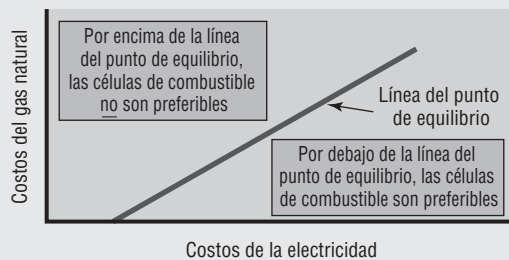 Costos del gas natural
Por encima de la línea
del punto de equilibrio,
las células de combustible
no son preferibles
Línea del punto
de equilibrio
Por debajo de la línea del
punto de equilibrio, las células
de combustible son preferibles
Costos de la electricidad